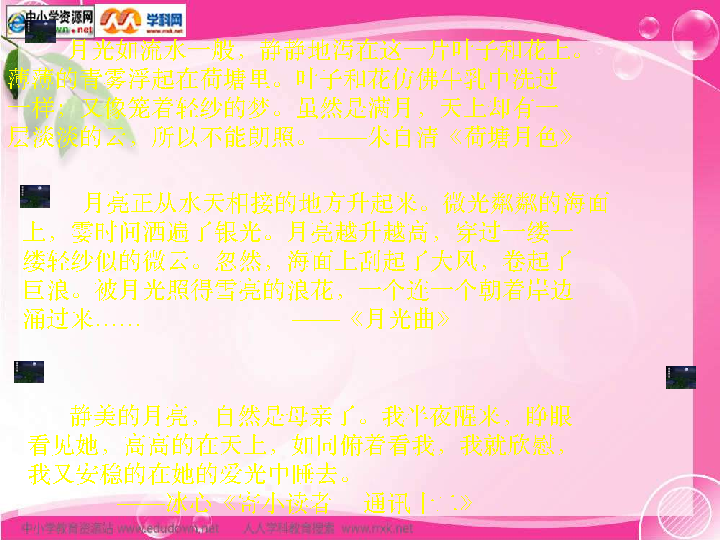 中小学资源网
学科网
月光如流水一般，静静地泻在这一片叶子和花上。
薄薄的青雾浮起在荷塘里。叶子和花仿佛牛乳中洗过
一样；又像笼着轻纱的梦。虽然是满月，天上却有一
层淡淡的云，所以不能朗照。——朱自清《荷塘月色》
月亮正从水天相接的地方升起来。微光粼粼的海面
上，霎时间洒遍了银光。月亮越升越高，穿过一缕一
缕轻纱似的微云。忽然，海面上刮起了大风，卷起了
巨浪。被月光照得雪亮的浪花，一个连一个朝着岸边
涌过来…… ——《月光曲》
静美的月亮，自然是母亲了。我半夜醒来，睁眼
看见她，高高的在天上，如同俯着看我，我就欣慰，
我又安稳的在她的爱光中睡去。
——冰心《寄小读者 通讯十
中小学教育资源站 www.edudown.net 人人学科教育搜索 www.rrxk.net